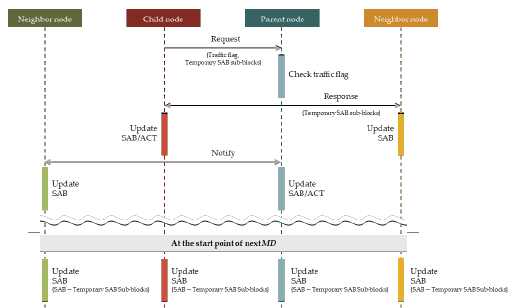 Neighbor node
Child node
Parent node
Neighbor node
Request
(Traffic flag,
Temporary SAB sub-blocks)
Check traffic flag
Response
(Temporary SAB sub-blocks)
Update
SAB/ACT
Update
SAB
Notify
Update
SAB
Update
SAB/ACT
At the start point of next MD
Update
SAB
(SAB − Temporary SAB Sub-blocks)
Update
SAB
(SAB − Temporary SAB Sub-blocks)
Update
SAB
(SAB − Temporary SAB Sub-blocks)
Update
SAB
(SAB − Temporary SAB Sub-blocks)